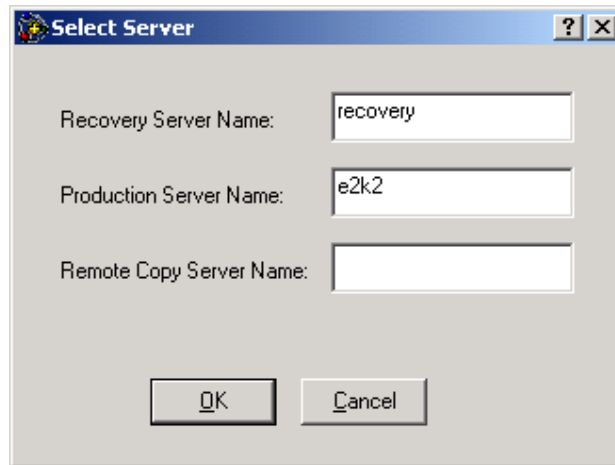 Select Server
Recovery Server Name: recovery
Production Server Name: e2k2
Remote Copy Server Name:
OK Cancel